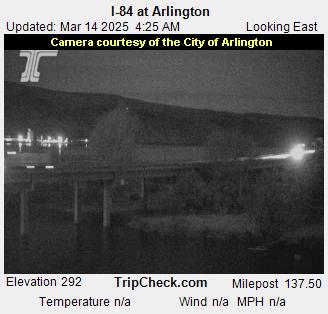 I-84 at Arlington
Updated: Mar 14 2025 4:25 AM Looking East
Camera courtesy of the City of Arlington
Elevation 292 TripCheck.com Milepost 137.50
Temperature n/a Wind n/a MPH n/a